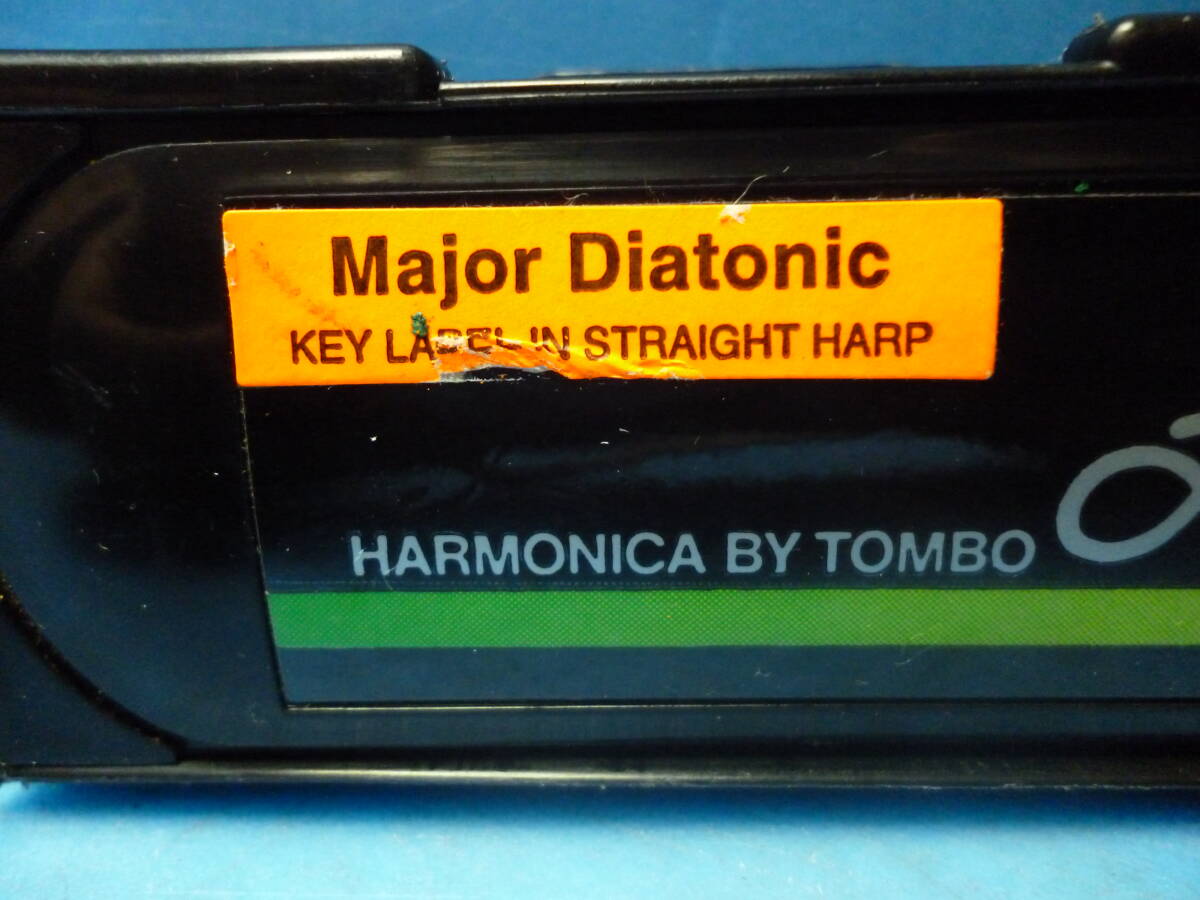 Major Diatonic
KEY LABEL IN STRAIGHT HARP
HARMONICA BY TOMBO